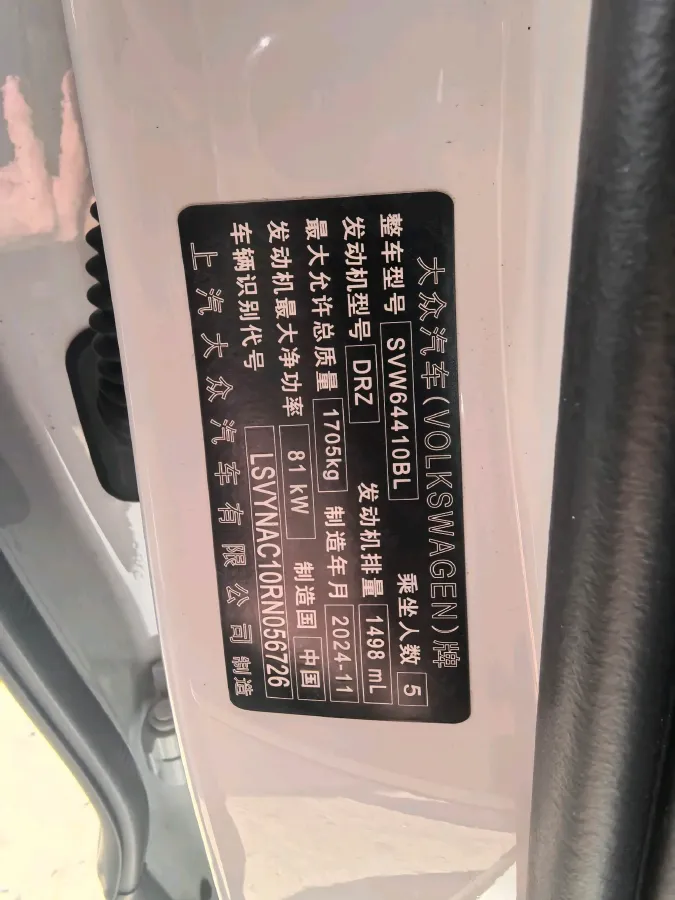 大众汽车(VOLKSWAGEN)牌
整车型号 SVW64410BL 乘坐人数 5
发动机型号 DRZ 发动机排量 1498 mL
最大允许总质量 1705kg 制造年月 2024-11
发动机最大净功率 81 kW 制造国 中国
车辆识别代号 LSVYNAC10RN056726
上汽大众汽车有限公司制造